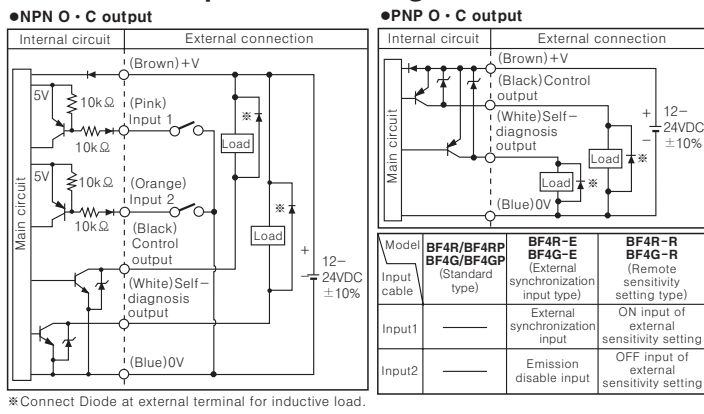 ●NPN O・C output
Internal circuit
External connection
(Brown)+V
5V
10kΩ
(Pink)
Input 1
※
10kΩ
Load
Main circuit
5V
10kΩ
(Orange)
Input 2
10kΩ
※
(Black)
Control
output
Load
+
12−
24VDC
±10%
−
(White)Self−
diagnosis
output
(Blue)0V
※Connect Diode at external terminal for inductive load.
●PNP O・C output
Internal circuit
External connection
(Brown)+V
(Black)Control
output
(White)Self−
diagnosis
output
Main circuit
+
12−
24VDC
±10%
−
Load
※
Load
※
(Blue)0V
Model
Input
cable
BF4R/BF4RP
BF4G/BF4GP
(Standard
type)
BF4R-E
BF4G-E
(External
synchronization
input type)
BF4R-R
BF4G-R
(Remote
sensitivity
setting type)
Input1
External
synchronization
input
ON input of
external
sensitivity setting
Input2
Emission
disable input
OFF input of
external
sensitivity setting